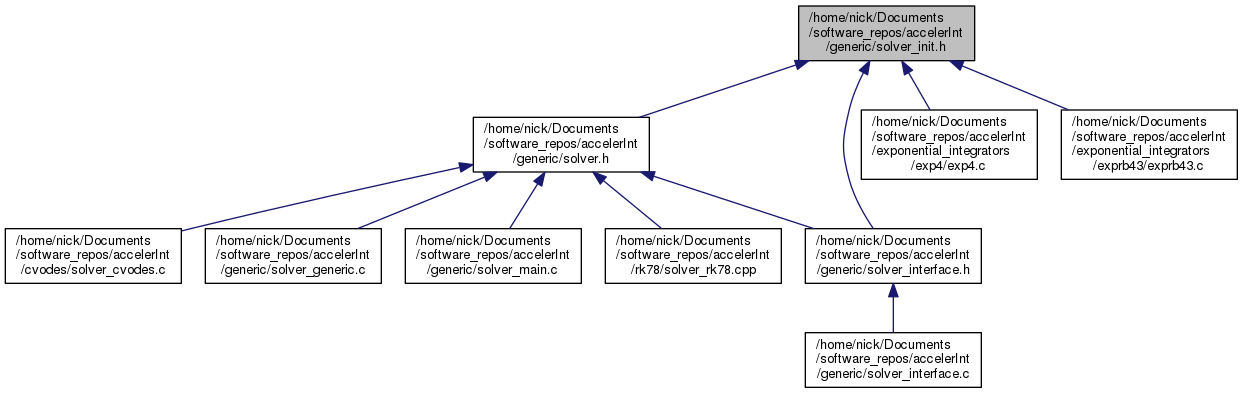 /home/nick/Documents
/software_repos/accelerInt
/generic/solver_init.h
/home/nick/Documents
/software_repos/accelerInt
/generic/solver.h
/home/nick/Documents
/software_repos/accelerInt
/exponential_integrators
/exp4/exp4.c
/home/nick/Documents
/software_repos/accelerInt
/exponential_integrators
/exprb43/exprb43.c
/home/nick/Documents
/software_repos/accelerInt
/cvodes/solver_cvodes.c
/home/nick/Documents
/software_repos/accelerInt
/generic/solver_generic.c
/home/nick/Documents
/software_repos/accelerInt
/generic/solver_main.c
/home/nick/Documents
/software_repos/accelerInt
/rk78/solver_rk78.cpp
/home/nick/Documents
/software_repos/accelerInt
/generic/solver_interface.h
/home/nick/Documents
/software_repos/accelerInt
/generic/solver_interface.c